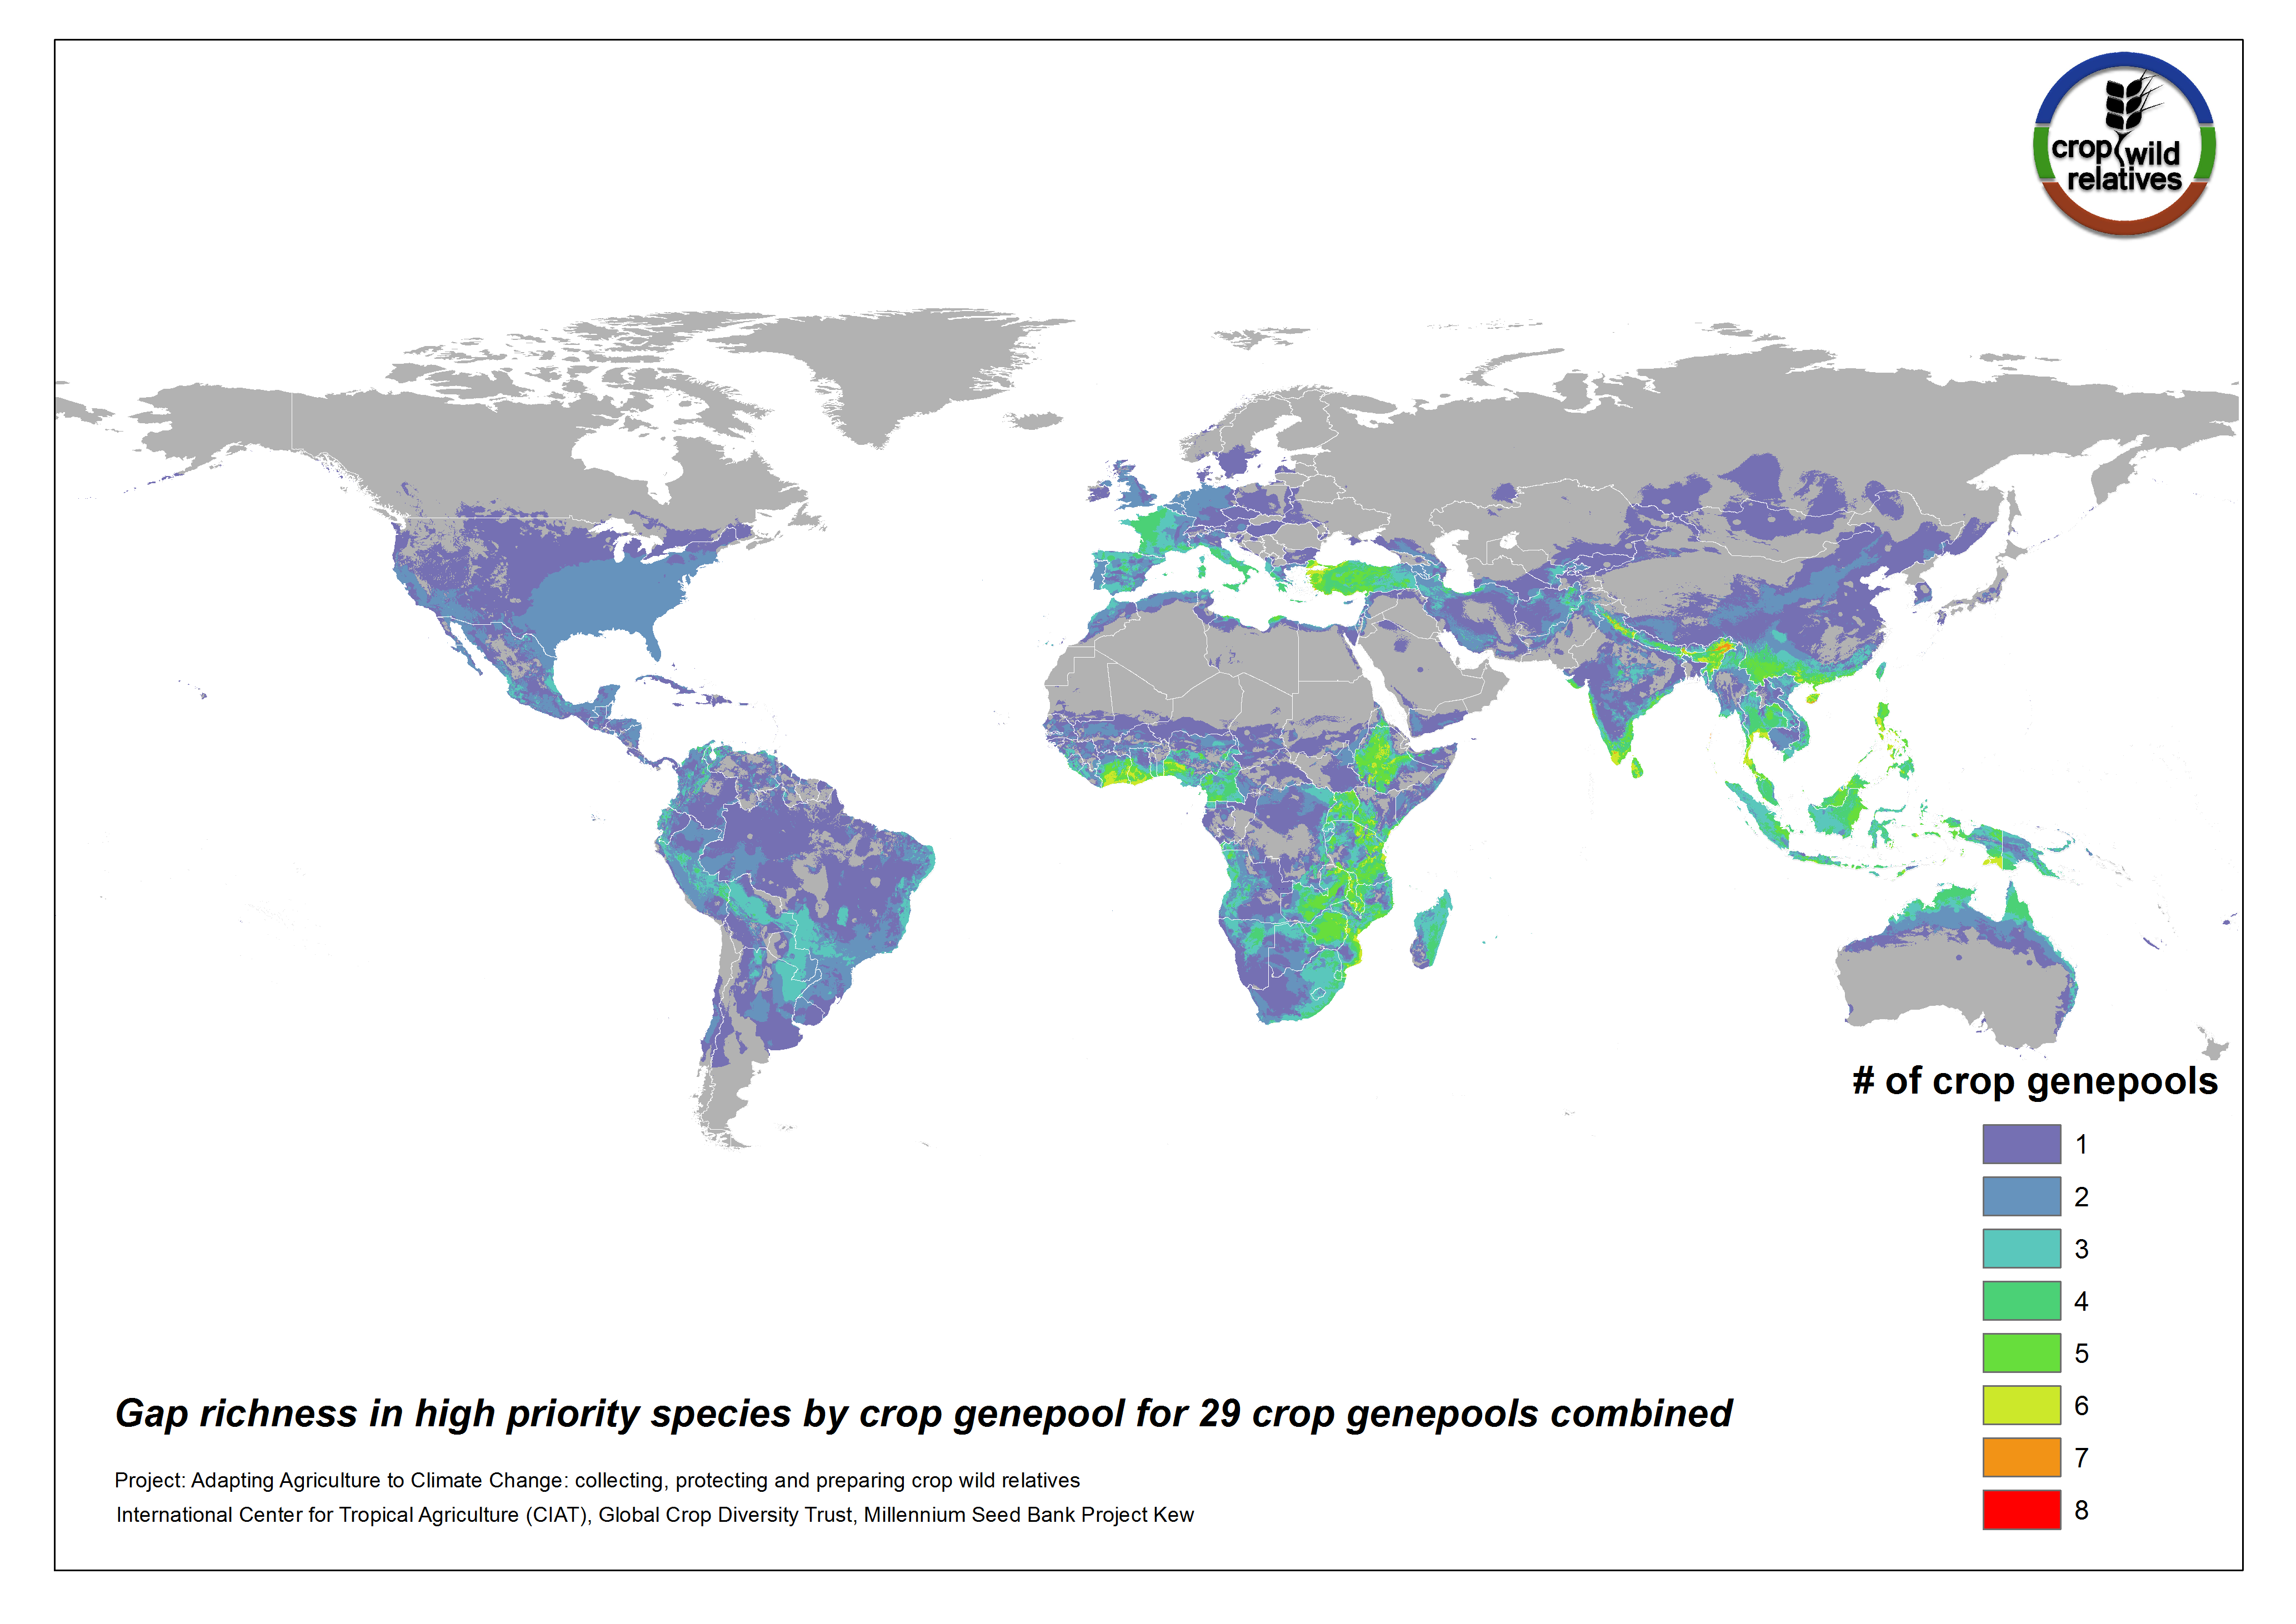 crop wild
relatives
# of crop genepools
1
2
3
4
5
6
7
8
Gap richness in high priority species by crop genepool for 29 crop genepools combined
Project: Adapting Agriculture to Climate Change: collecting, protecting and preparing crop wild relatives
International Center for Tropical Agriculture (CIAT), Global Crop Diversity Trust, Millennium Seed Bank Project Kew